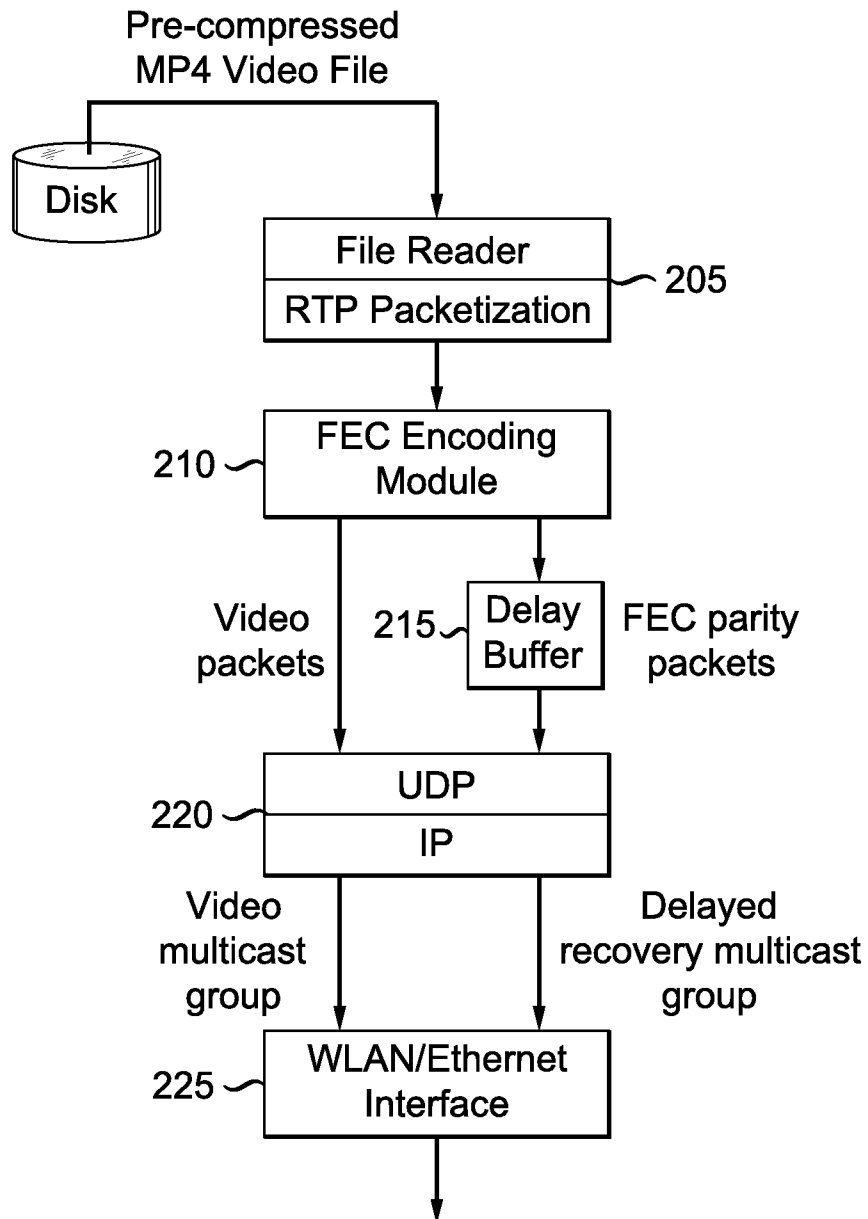 Pre-compressed
MP4 Video File
Disk
File Reader
205
RTP Packetization
FEC Encoding
Module
210
Video
packets
215
Delay
Buffer
FEC parity
packets
UDP
220
IP
Video
multicast
group
Delayed
recovery multicast
group
WLAN/Ethernet
Interface
225